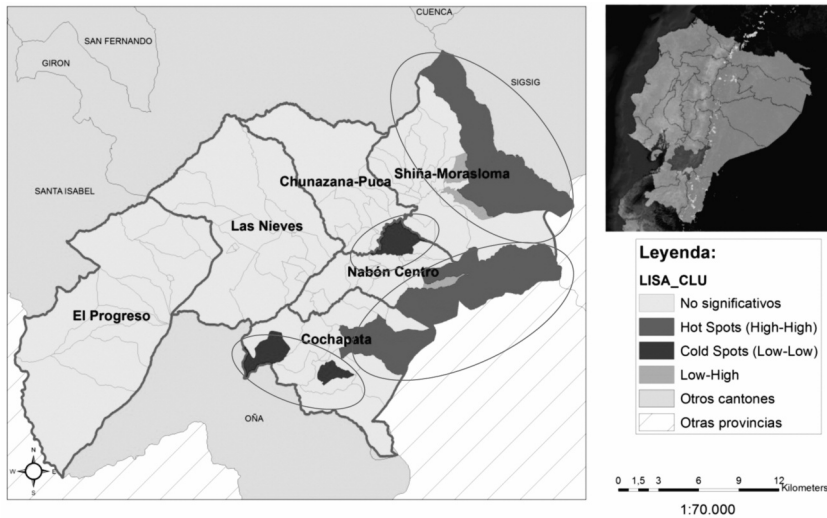 CUENCA
SAN FERNANDO
GIRON
SIGSIG
SANTA ISABEL
Chunazana-Puca
Shiña-Morasloma
Las Nieves
Nabón Centro
El Progreso
Cochapata
OÑA
N
W E
S
Leyenda:
LISA_CLU
No significativos
Hot Spots (High-High)
Cold Spots (Low-Low)
Low-High
Otros cantones
Otras provincias
0 1,5 3 6 9 12
Kilometers
1:70.000